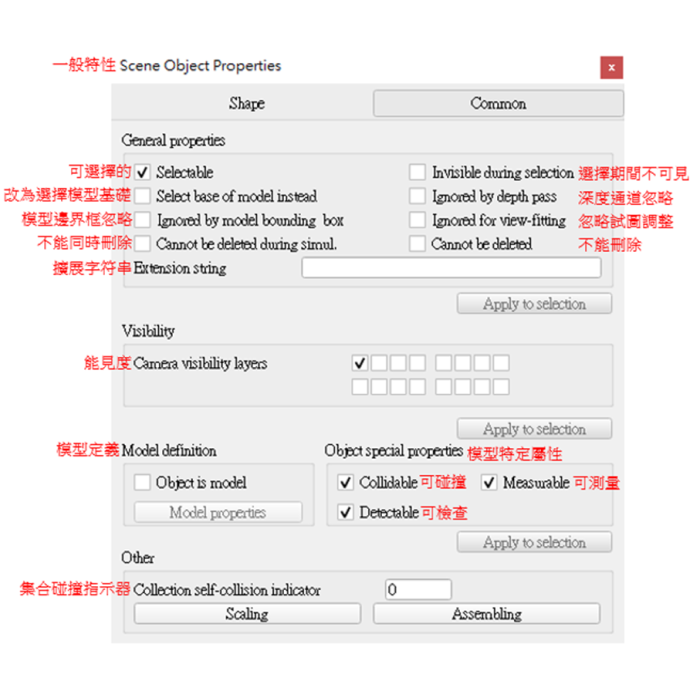 一般特性 Scene Object Properties x
Shape Common
General properties
可選擇的 Selectable Invisible during selection 選擇期間不可見
改為選擇模型基礎 Select base of model instead Ignored by depth pass 深度通道忽略
模型邊界框忽略 Ignored by model bounding box Ignored for view-fitting 忽略試圖調整
不能同時刪除 Cannot be deleted during simul. Cannot be deleted 不能刪除
擴展字符串 Extension string
Apply to selection
Visibility
能見度 Camera visibility layers
Apply to selection
模型定義 Model definition Object special properties 模型特定屬性
Object is model Collidable 可碰撞 Measurable 可測量
Model properties Detectable 可檢查
Apply to selection
Other
集合碰撞指示器 Collection self-collision indicator 0
Scaling Assembling